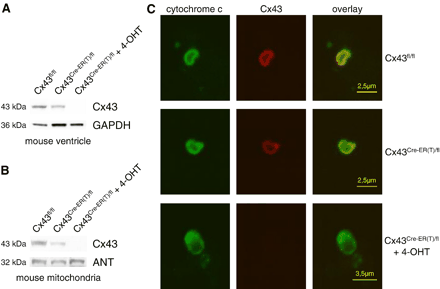 A
Cx43fl/fl
Cx43Cre-ER(T)/fl
Cx43Cre-ER(T)/fl + 4-OHT
43 kDa Cx43
36 kDa GAPDH
mouse ventricle
B
Cx43fl/fl
Cx43Cre-ER(T)/fl
Cx43Cre-ER(T)/fl + 4-OHT
43 kDa Cx43
32 kDa ANT
mouse mitochondria
C
cytochrome c Cx43 overlay
Cx43fl/fl
2,5µm
Cx43Cre-ER(T)/fl
2,5µm
Cx43Cre-ER(T)/fl
+ 4-OHT
3,5µm